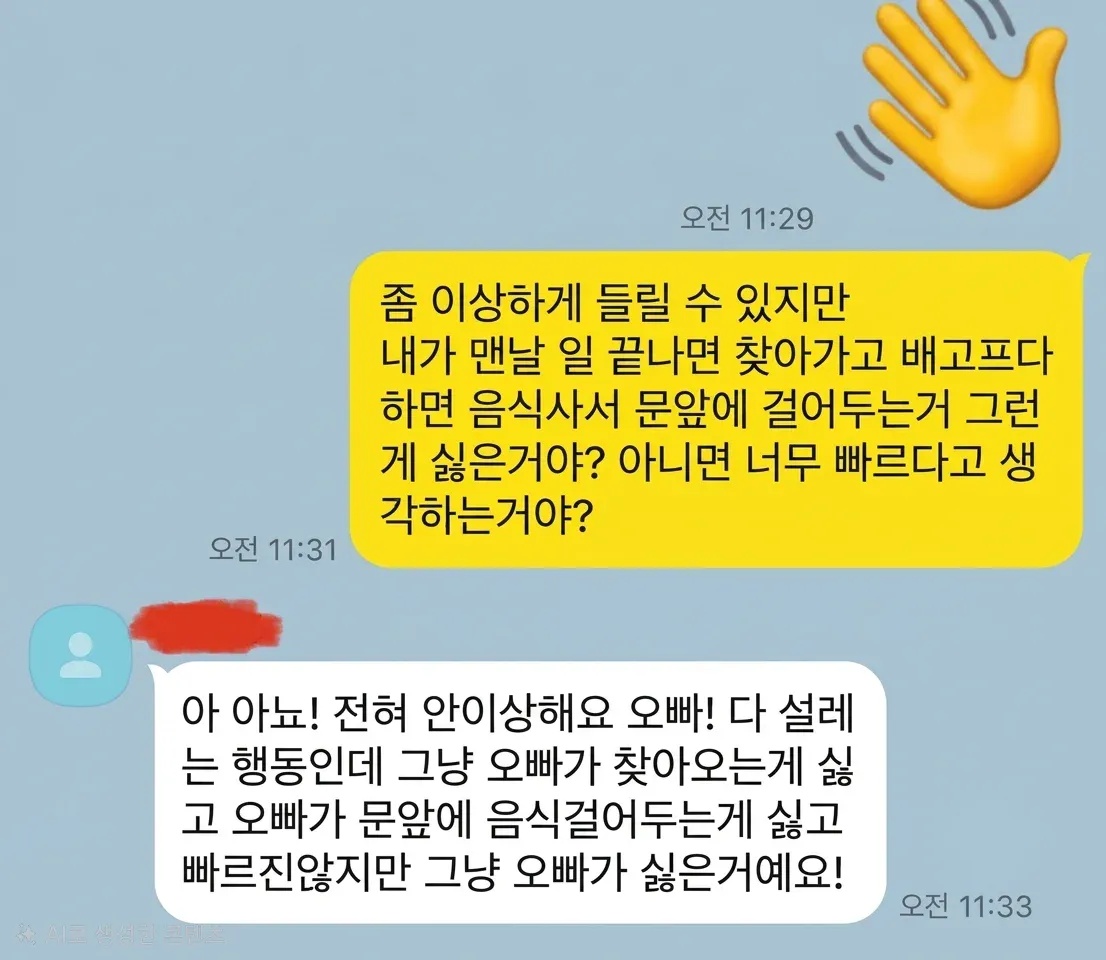 오전 11:29
좀 이상하게 들릴 수 있지만
내가 맨날 일 끝나면 찾아가고 배고프다
하면 음식사서 문앞에 걸어두는거 그런
게 싫은거야? 아니면 너무 빠르다고 생
각하는거야?
오전 11:31
아 아뇨! 전혀 안이상해요 오빠! 다 설레
는 행동인데 그냥 오빠가 찾아오는게 싫
고 오빠가 문앞에 음식걸어두는게 싫고
빠르진않지만 그냥 오빠가 싫은거예요!
오전 11:33